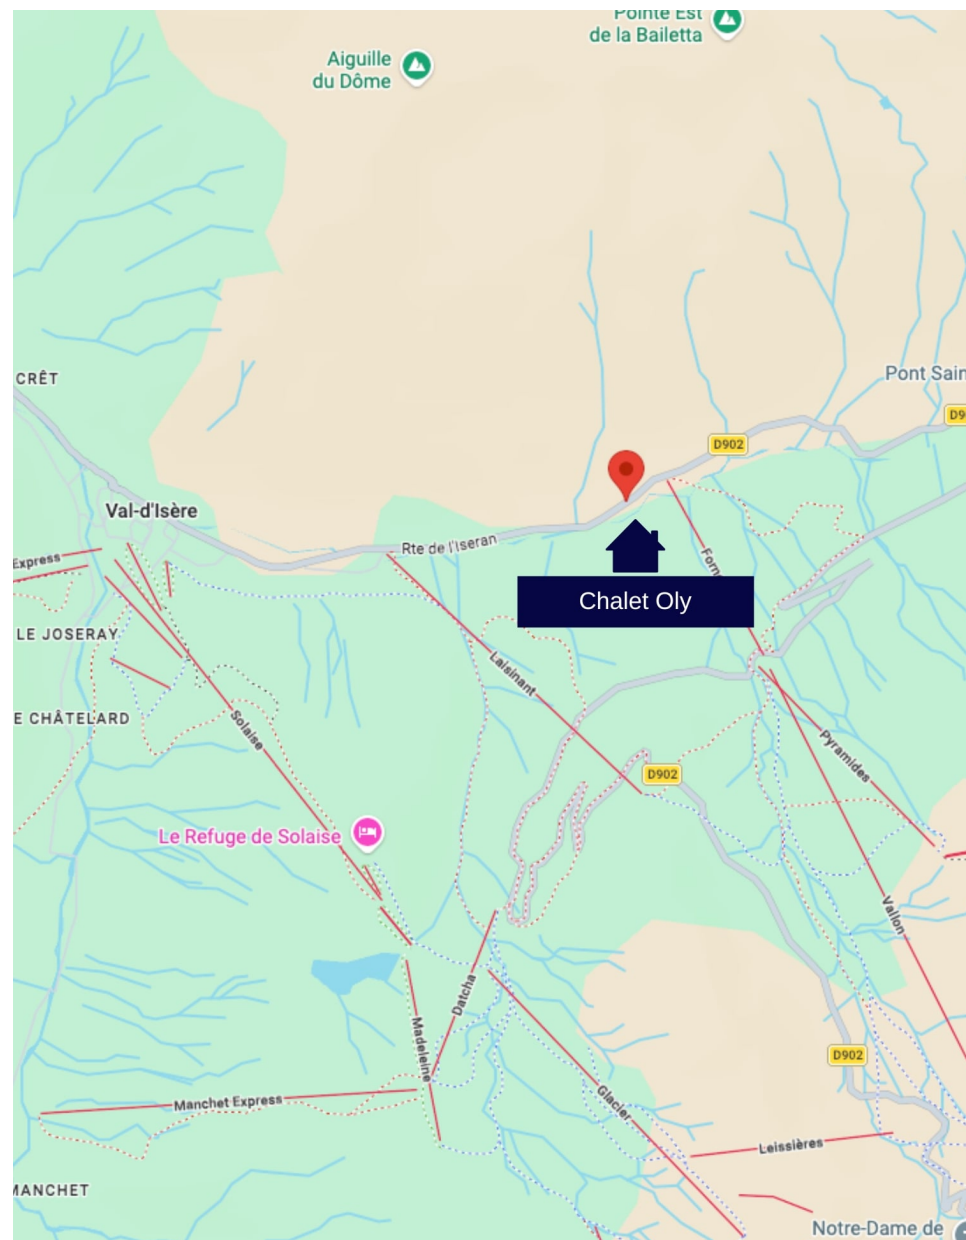 Pointe Est
de la Bailetta
Aiguille
du Dôme
CRÊT
Pont Sain
D9
D902
Val-d'Isère
Rte de l'Iseran
Express
Forn
Chalet Oly
LE JOSERAY
Laisinant
E CHÂTELARD
Solaise
Pyramides
D902
Le Refuge de Solaise
Vallon
Datcha
Madeleine
D902
Manchet Express
Glacier
Leissières
MANCHET
Notre-Dame de